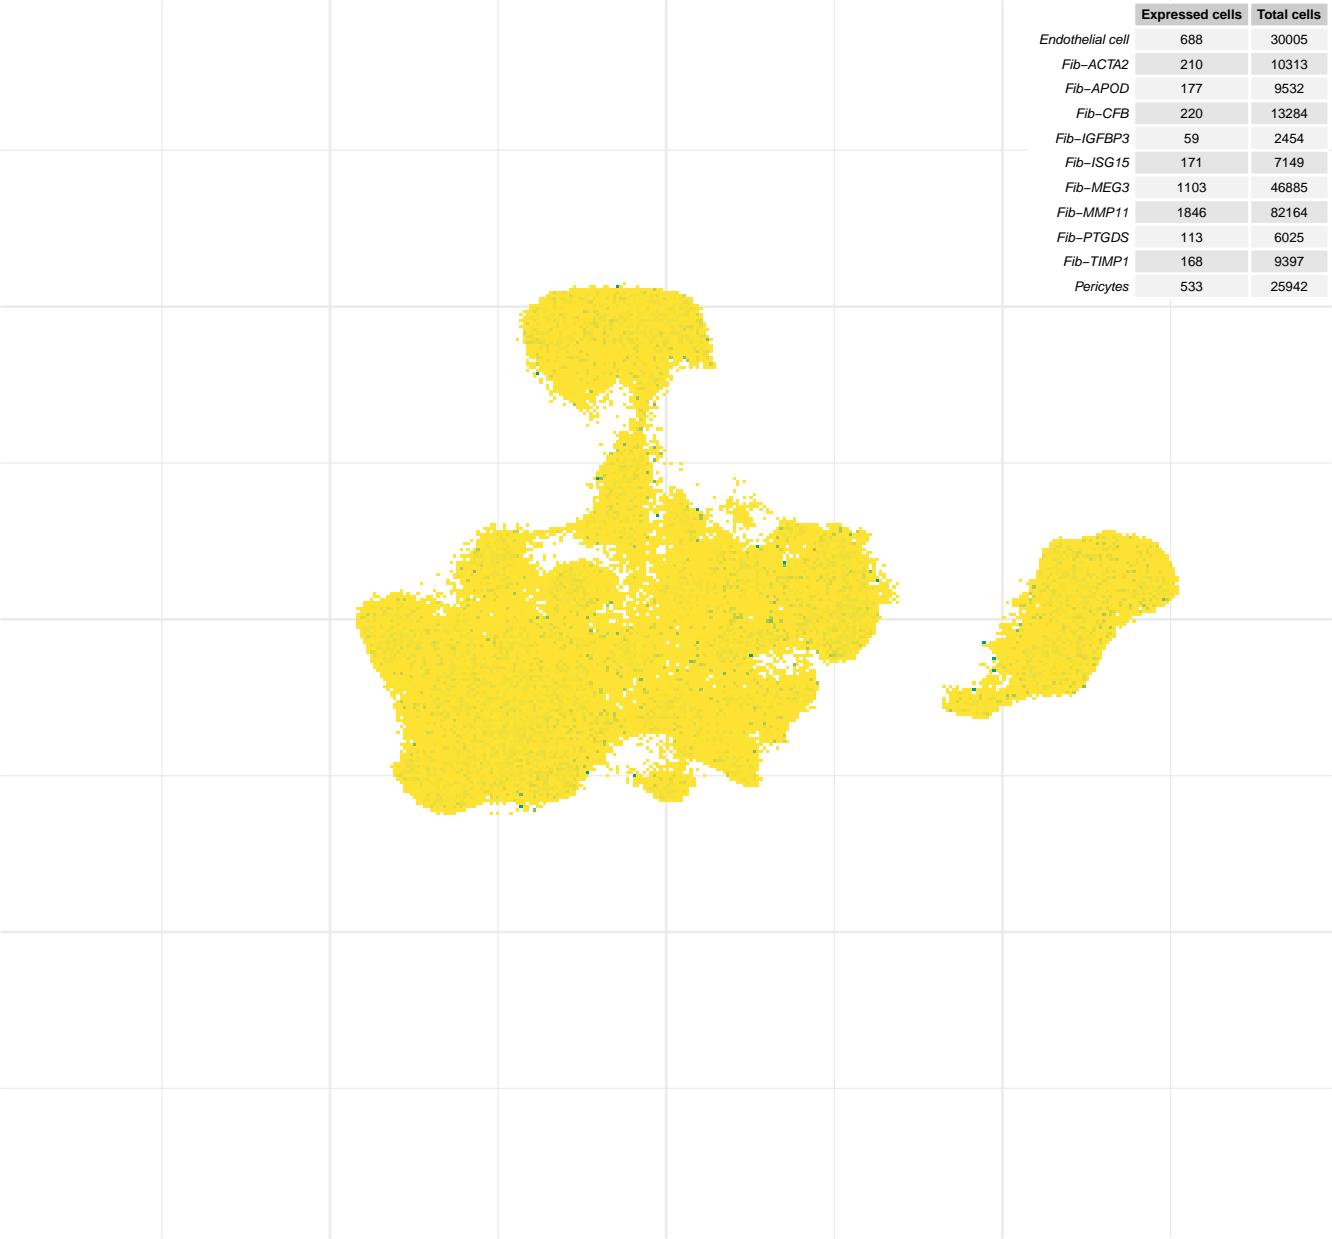 Expressed cells Total cells
Endothelial cell 688 30005
Fib−ACTA2 210 10313
Fib−APOD 177 9532
Fib−CFB 220 13284
Fib−IGFBP3 59 2454
Fib−ISG15 171 7149
Fib−MEG3 1103 46885
Fib−MMP11 1846 82164
Fib−PTGDS 113 6025
Fib−TIMP1 168 9397
Pericytes 533 25942